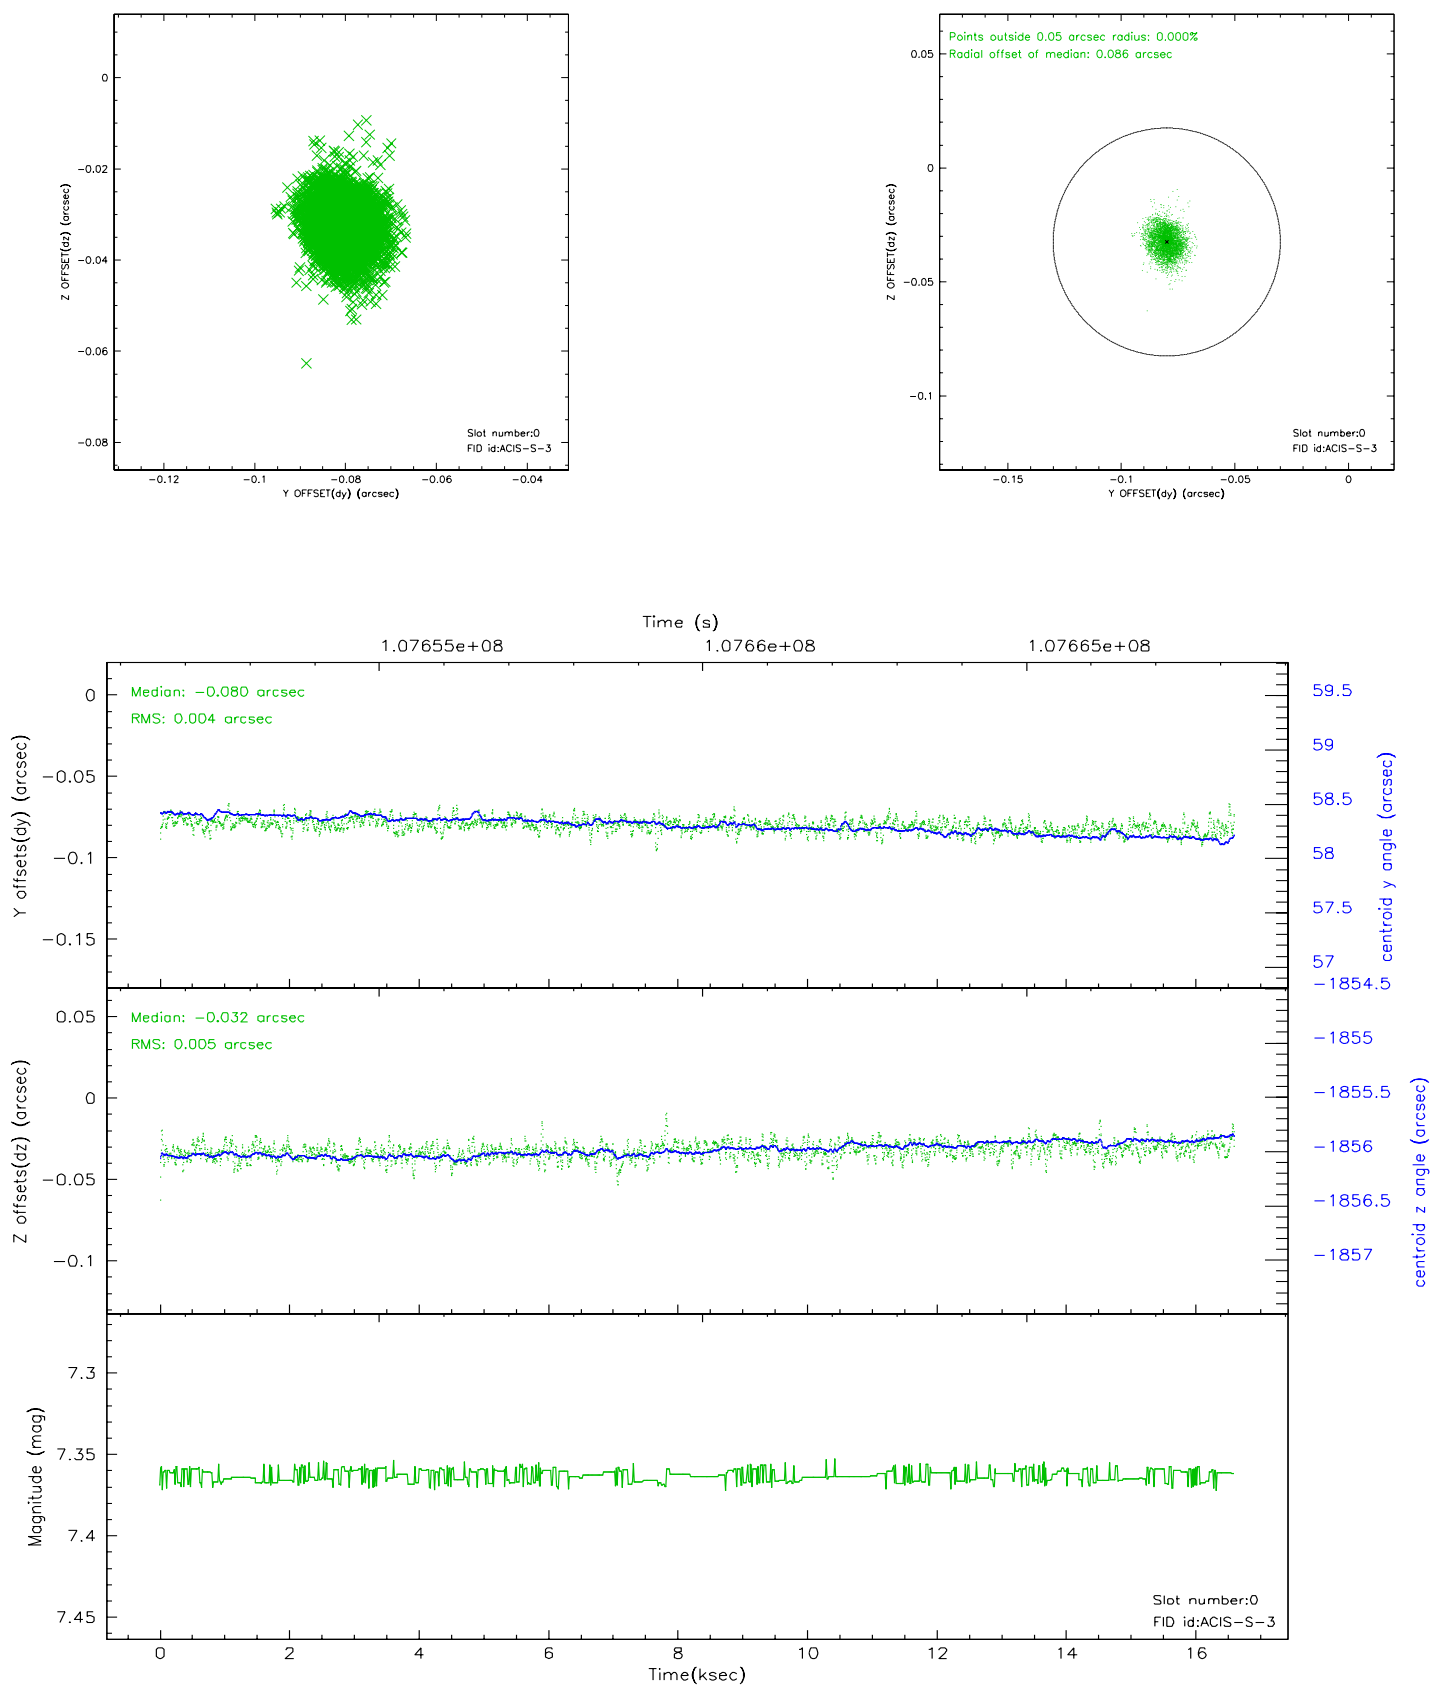 0
-0.02
-0.04
-0.06
-0.08
Z OFFSET(dz) (arcsec)
Slot number:0
FID id:ACIS-S-3
-0.12
-0.1
-0.08
-0.06
-0.04
Y OFFSET(dy) (arcsec)
Points outside 0.05 arcsec radius: 0.000%
Radial offset of median: 0.086 arcsec
0.05
0
-0.05
-0.1
Z OFFSET(dz) (arcsec)
Slot number:0
FID id:ACIS-S-3
-0.15
-0.1
-0.05
0
Y OFFSET(dy) (arcsec)
Time (s)
1.07655e+08
1.0766e+08
1.07665e+08
Median: -0.080 arcsec
RMS: 0.004 arcsec
0
-0.05
-0.1
-0.15
Y offsets(dy) (arcsec)
59.5
59
58.5
58
57.5
57
centroid y angle (arcsec)
Median: -0.032 arcsec
RMS: 0.005 arcsec
0.05
0
-0.05
-0.1
Z offsets(dz) (arcsec)
-1854.5
-1855
-1855.5
-1856
-1856.5
-1857
centroid z angle (arcsec)
7.3
7.35
7.4
7.45
Magnitude (mag)
Slot number:0
FID id:ACIS-S-3
0
2
4
6
8
10
12
14
16
Time(ksec)